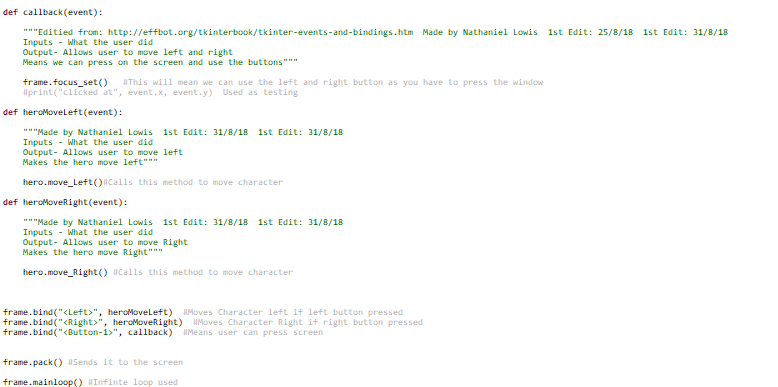 def callback(event):
"""Editied from: http://effbot.org/tkinterbook/tkinter-events-and-bindings.htm  Made by Nathaniel Lowis  1st Edit: 25/8/18  1st Edit: 31/8/18
Inputs - What the user did
Output- Allows user to move left and right
Means we can press on the screen and use the buttons"""
frame.focus_set()   #This will mean we can use the left and right button as you have to press the window
#print("clicked at", event.x, event.y)  Used as testing
def heroMoveLeft(event):
"""Made by Nathaniel Lowis  1st Edit: 31/8/18  1st Edit: 31/8/18
Inputs - What the user did
Output- Allows user to move left
Makes the hero move left"""
hero.move_Left()#Calls this method to move character
def heroMoveRight(event):
"""Made by Nathaniel Lowis  1st Edit: 31/8/18  1st Edit: 31/8/18
Inputs - What the user did
Output- Allows user to move Right
Makes the hero move Right"""
hero.move_Right() #Calls this method to move character
frame.bind("<Left>", heroMoveLeft)  #Moves Character left if left button pressed
frame.bind("<Right>", heroMoveRight)  #Moves Character Right if right button pressed
frame.bind("<Button-1>", callback)  #Means user can press screen
frame.pack() #Sends it to the screen
frame.mainloop() #Infinte loop used